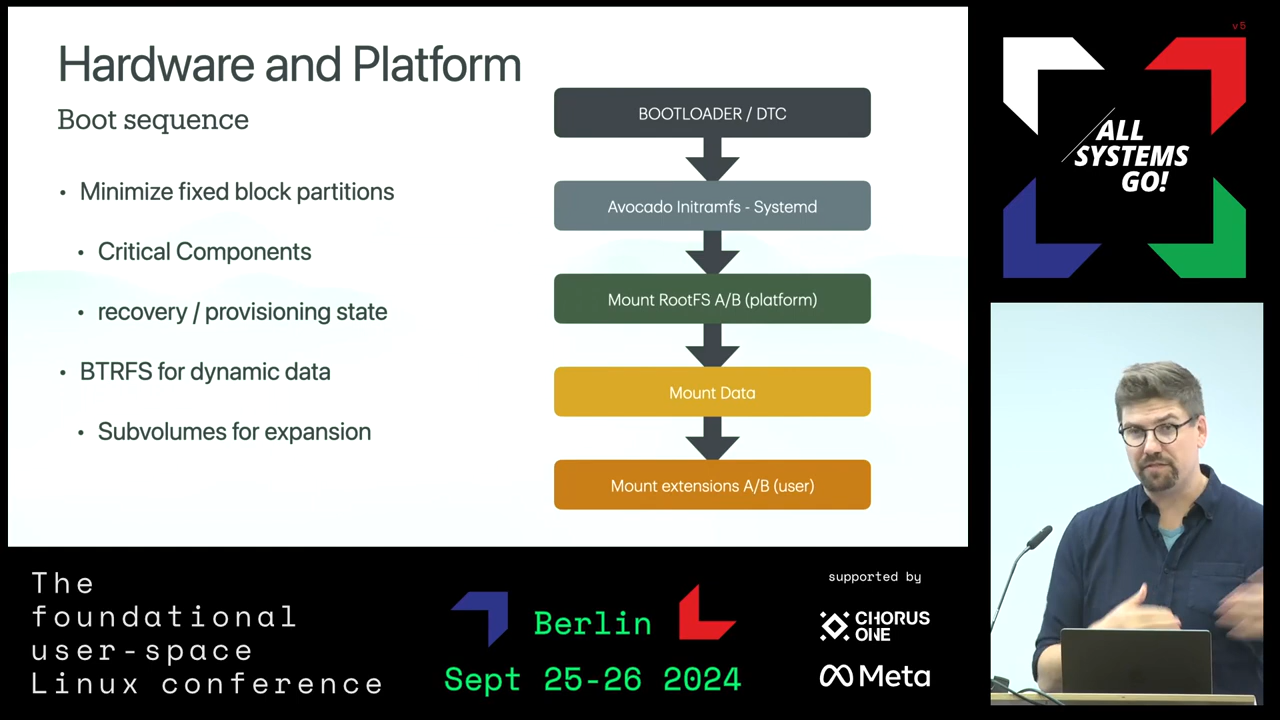 Hardware and Platform
Boot sequence
• Minimize fixed block partitions
• Critical Components
• recovery / provisioning state
• BTRFS for dynamic data
• Subvolumes for expansion
BOOTLOADER / DTC
Avocado Initramfs - Systemd
Mount RootFS A/B (platform)
Mount Data
Mount extensions A/B (user)
v5
ALL
SYSTEMS
GO!
The
foundational
user-space
Linux conference
Berlin
Sept 25-26 2024
supported by
CHORUS
ONE
Meta